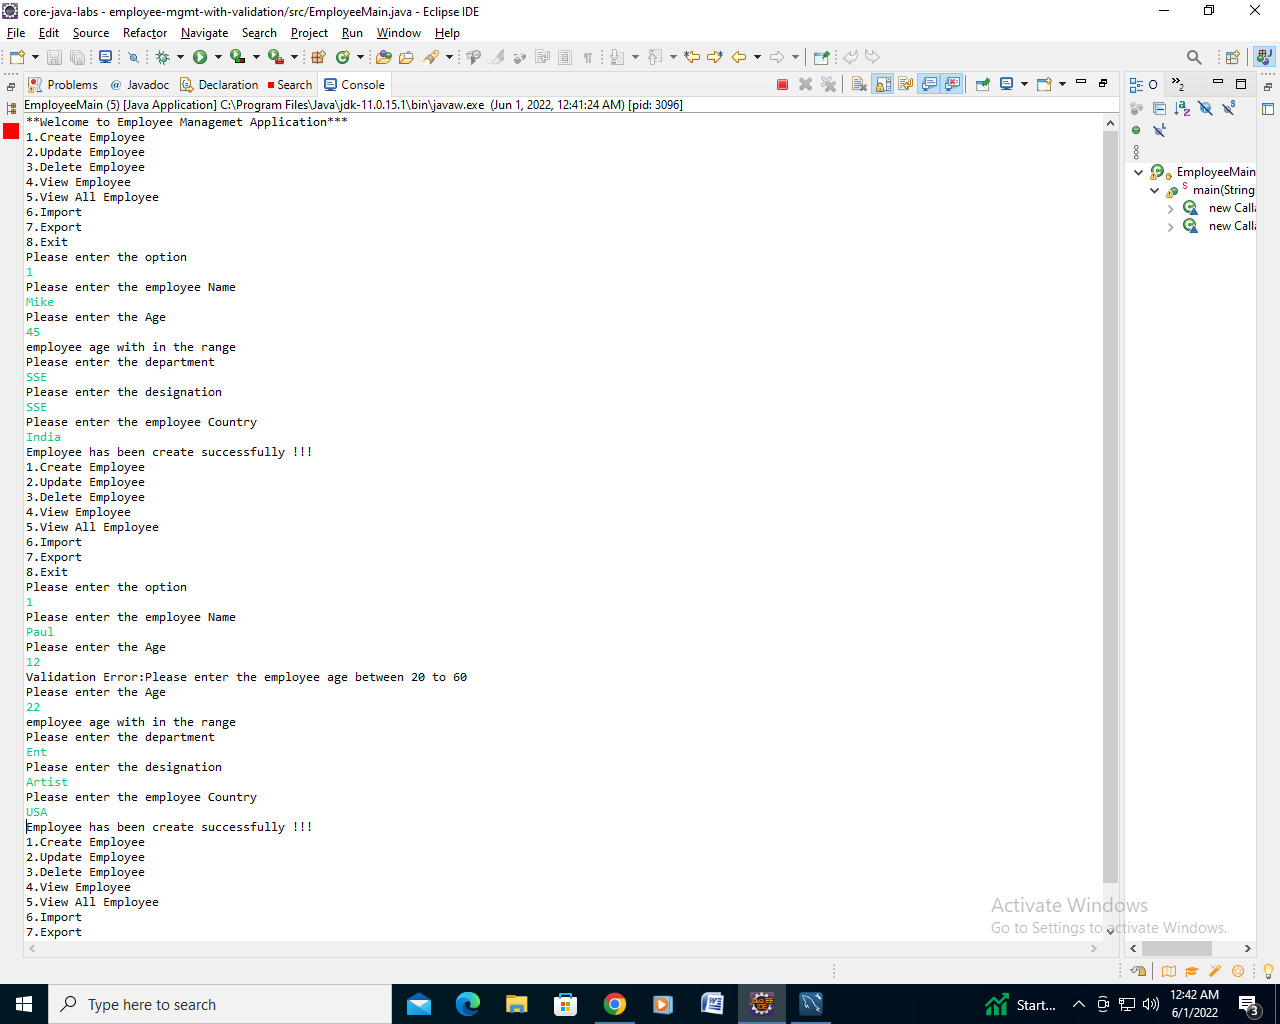 core-java-labs - employee-mgmt-with-validation/src/EmployeeMain.java - Eclipse IDE
File Edit Source Refactor Navigate Search Project Run Window Help
Problems @ Javadoc Declaration Search Console
EmployeeMain (5) [Java Application] C:\Program Files\Java\jdk-11.0.15.1\bin\javaw.exe (Jun 1, 2022, 12:41:24 AM) [pid: 3096]
**Welcome to Employee Managemet Application***
1.Create Employee
2.Update Employee
3.Delete Employee
4.View Employee
5.View All Employee
6.Import
7.Export
8.Exit
Please enter the option
1
Please enter the employee Name
Mike
Please enter the Age
45
employee age with in the range
Please enter the department
SSE
Please enter the designation
SSE
Please enter the employee Country
India
Employee has been create successfully !!!
1.Create Employee
2.Update Employee
3.Delete Employee
4.View Employee
5.View All Employee
6.Import
7.Export
8.Exit
Please enter the option
1
Please enter the employee Name
Paul
Please enter the Age
12
Validation Error:Please enter the employee age between 20 to 60
Please enter the Age
22
employee age with in the range
Please enter the department
Ent
Please enter the designation
Artist
Please enter the employee Country
USA
Employee has been create successfully !!!
1.Create Employee
2.Update Employee
3.Delete Employee
4.View Employee
5.View All Employee
6.Import
7.Export
O
2
EmployeeMain
main(String
new Calla
new Calla
Activate Windows
Go to Settings to activate Windows.
Type here to search
Start...
12:42 AM
6/1/2022
3